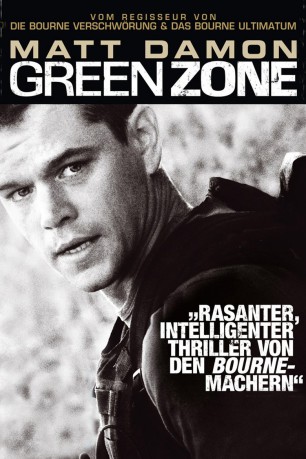 VOM REGISSEUR VON
DIE BOURNE VERSCHWÖRUNG & DAS BOURNE ULTIMATUM
MATT DAMON
GREEN ZONE
„RASANTER,
INTELLIGENTER
THRILLER VON
DEN BOURNE-
MACHERN“